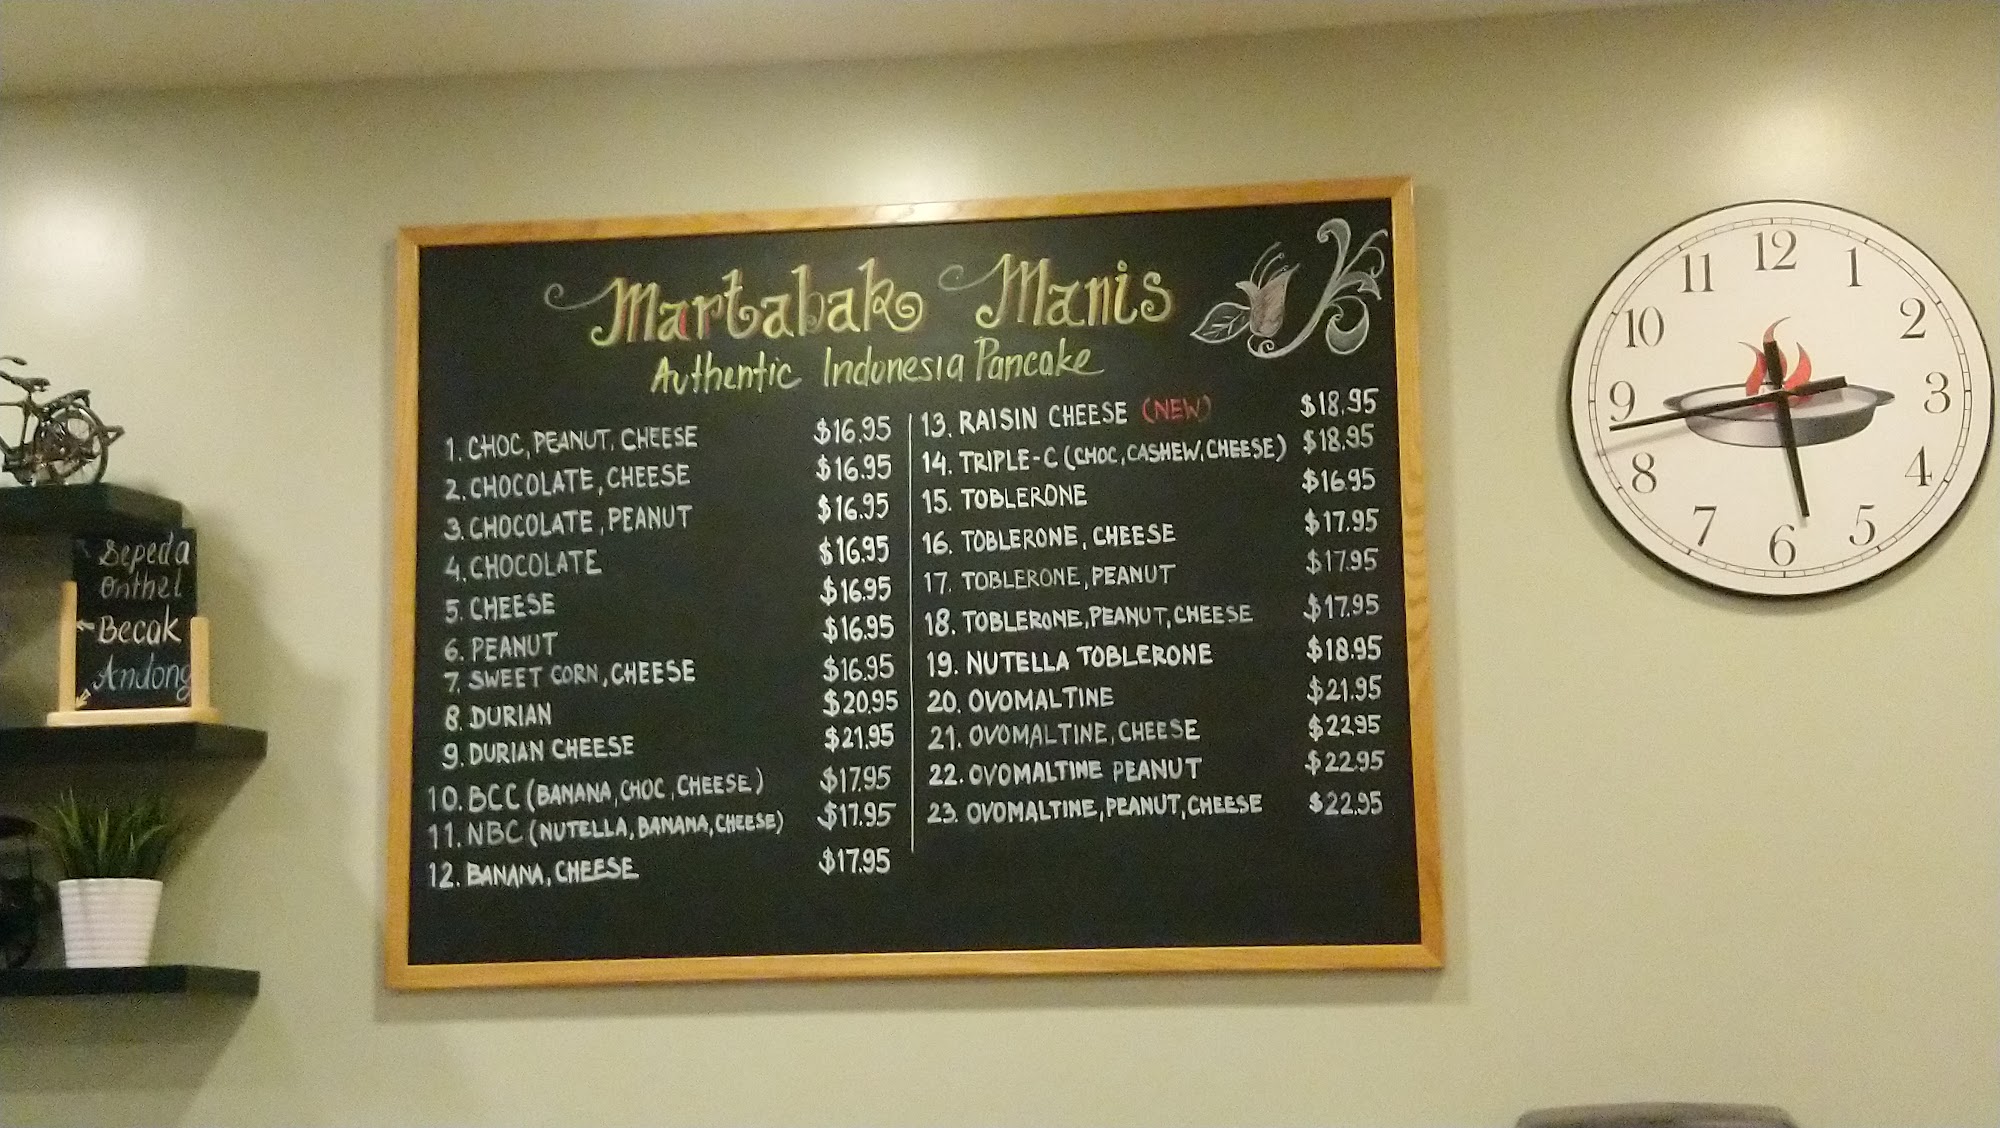 Martabak Manis
Authentic Indonesia Pancake
1. CHOC, PEANUT, CHEESE $16.95
2. CHOCOLATE, CHEESE $16.95
3. CHOCOLATE, PEANUT $16.95
4. CHOCOLATE $16.95
5. CHEESE $16.95
6. PEANUT $16.95
7. SWEET CORN, CHEESE $16.95
8. DURIAN $20.95
9. DURIAN CHEESE $21.95
10. BCC (BANANA, CHOC, CHEESE) $17.95
11. NBC (NUTELLA, BANANA, CHEESE) $17.95
12. BANANA, CHEESE $17.95
13. RAISIN CHEESE (NEW) $18.95
14. TRIPLE-C (CHOC, CASHEW, CHEESE) $18.95
15. TOBLERONE $16.95
16. TOBLERONE, CHEESE $17.95
17. TOBLERONE, PEANUT $17.95
18. TOBLERONE, PEANUT, CHEESE $17.95
19. NUTELLA TOBLERONE $18.95
20. OVOMALTINE $21.95
21. OVOMALTINE, CHEESE $22.95
22. OVOMALTINE PEANUT $22.95
23. OVOMALTINE, PEANUT, CHEESE $22.95
Sepeda
Onthel
Becak
Andong
12
1
2
3
4
5
6
7
8
9
10
11